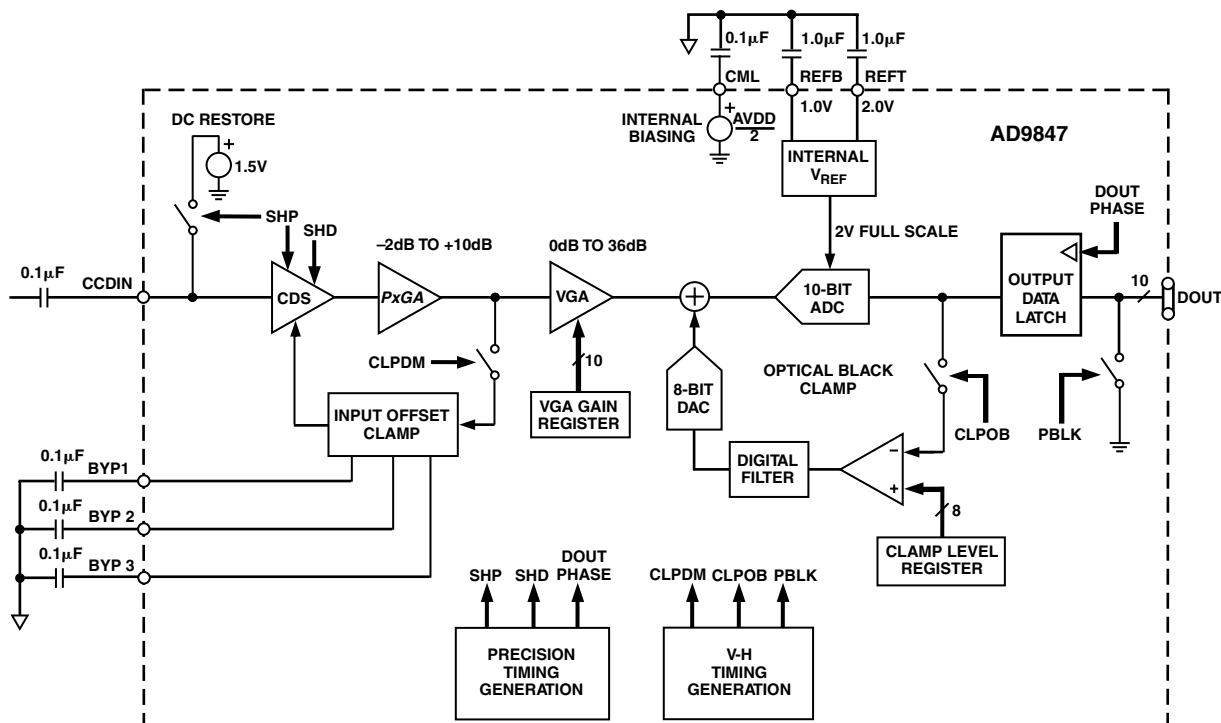 0.1µF
1.0µF
1.0µF
CML
REFB
REFT
DC RESTORE
+
1.5V
INTERNAL
BIASING
+
AVDD
2
1.0V
2.0V
AD9847
INTERNAL
VREF
SHP
SHD
–2dB TO +10dB
0dB TO 36dB
2V FULL SCALE
DOUT
PHASE
0.1µF
CCDIN
CDS
PxGA
VGA
+
10-BIT
ADC
OUTPUT
DATA
LATCH
10
DOUT
CLPDM
10
8-BIT
DAC
OPTICAL BLACK
CLAMP
INPUT OFFSET
CLAMP
VGA GAIN
REGISTER
CLPOB
PBLK
0.1µF
BYP1
DIGITAL
FILTER
–
+
0.1µF
BYP 2
8
0.1µF
BYP 3
CLAMP LEVEL
REGISTER
SHP
SHD
DOUT
PHASE
CLPDM
CLPOB
PBLK
PRECISION
TIMING
GENERATION
V-H
TIMING
GENERATION